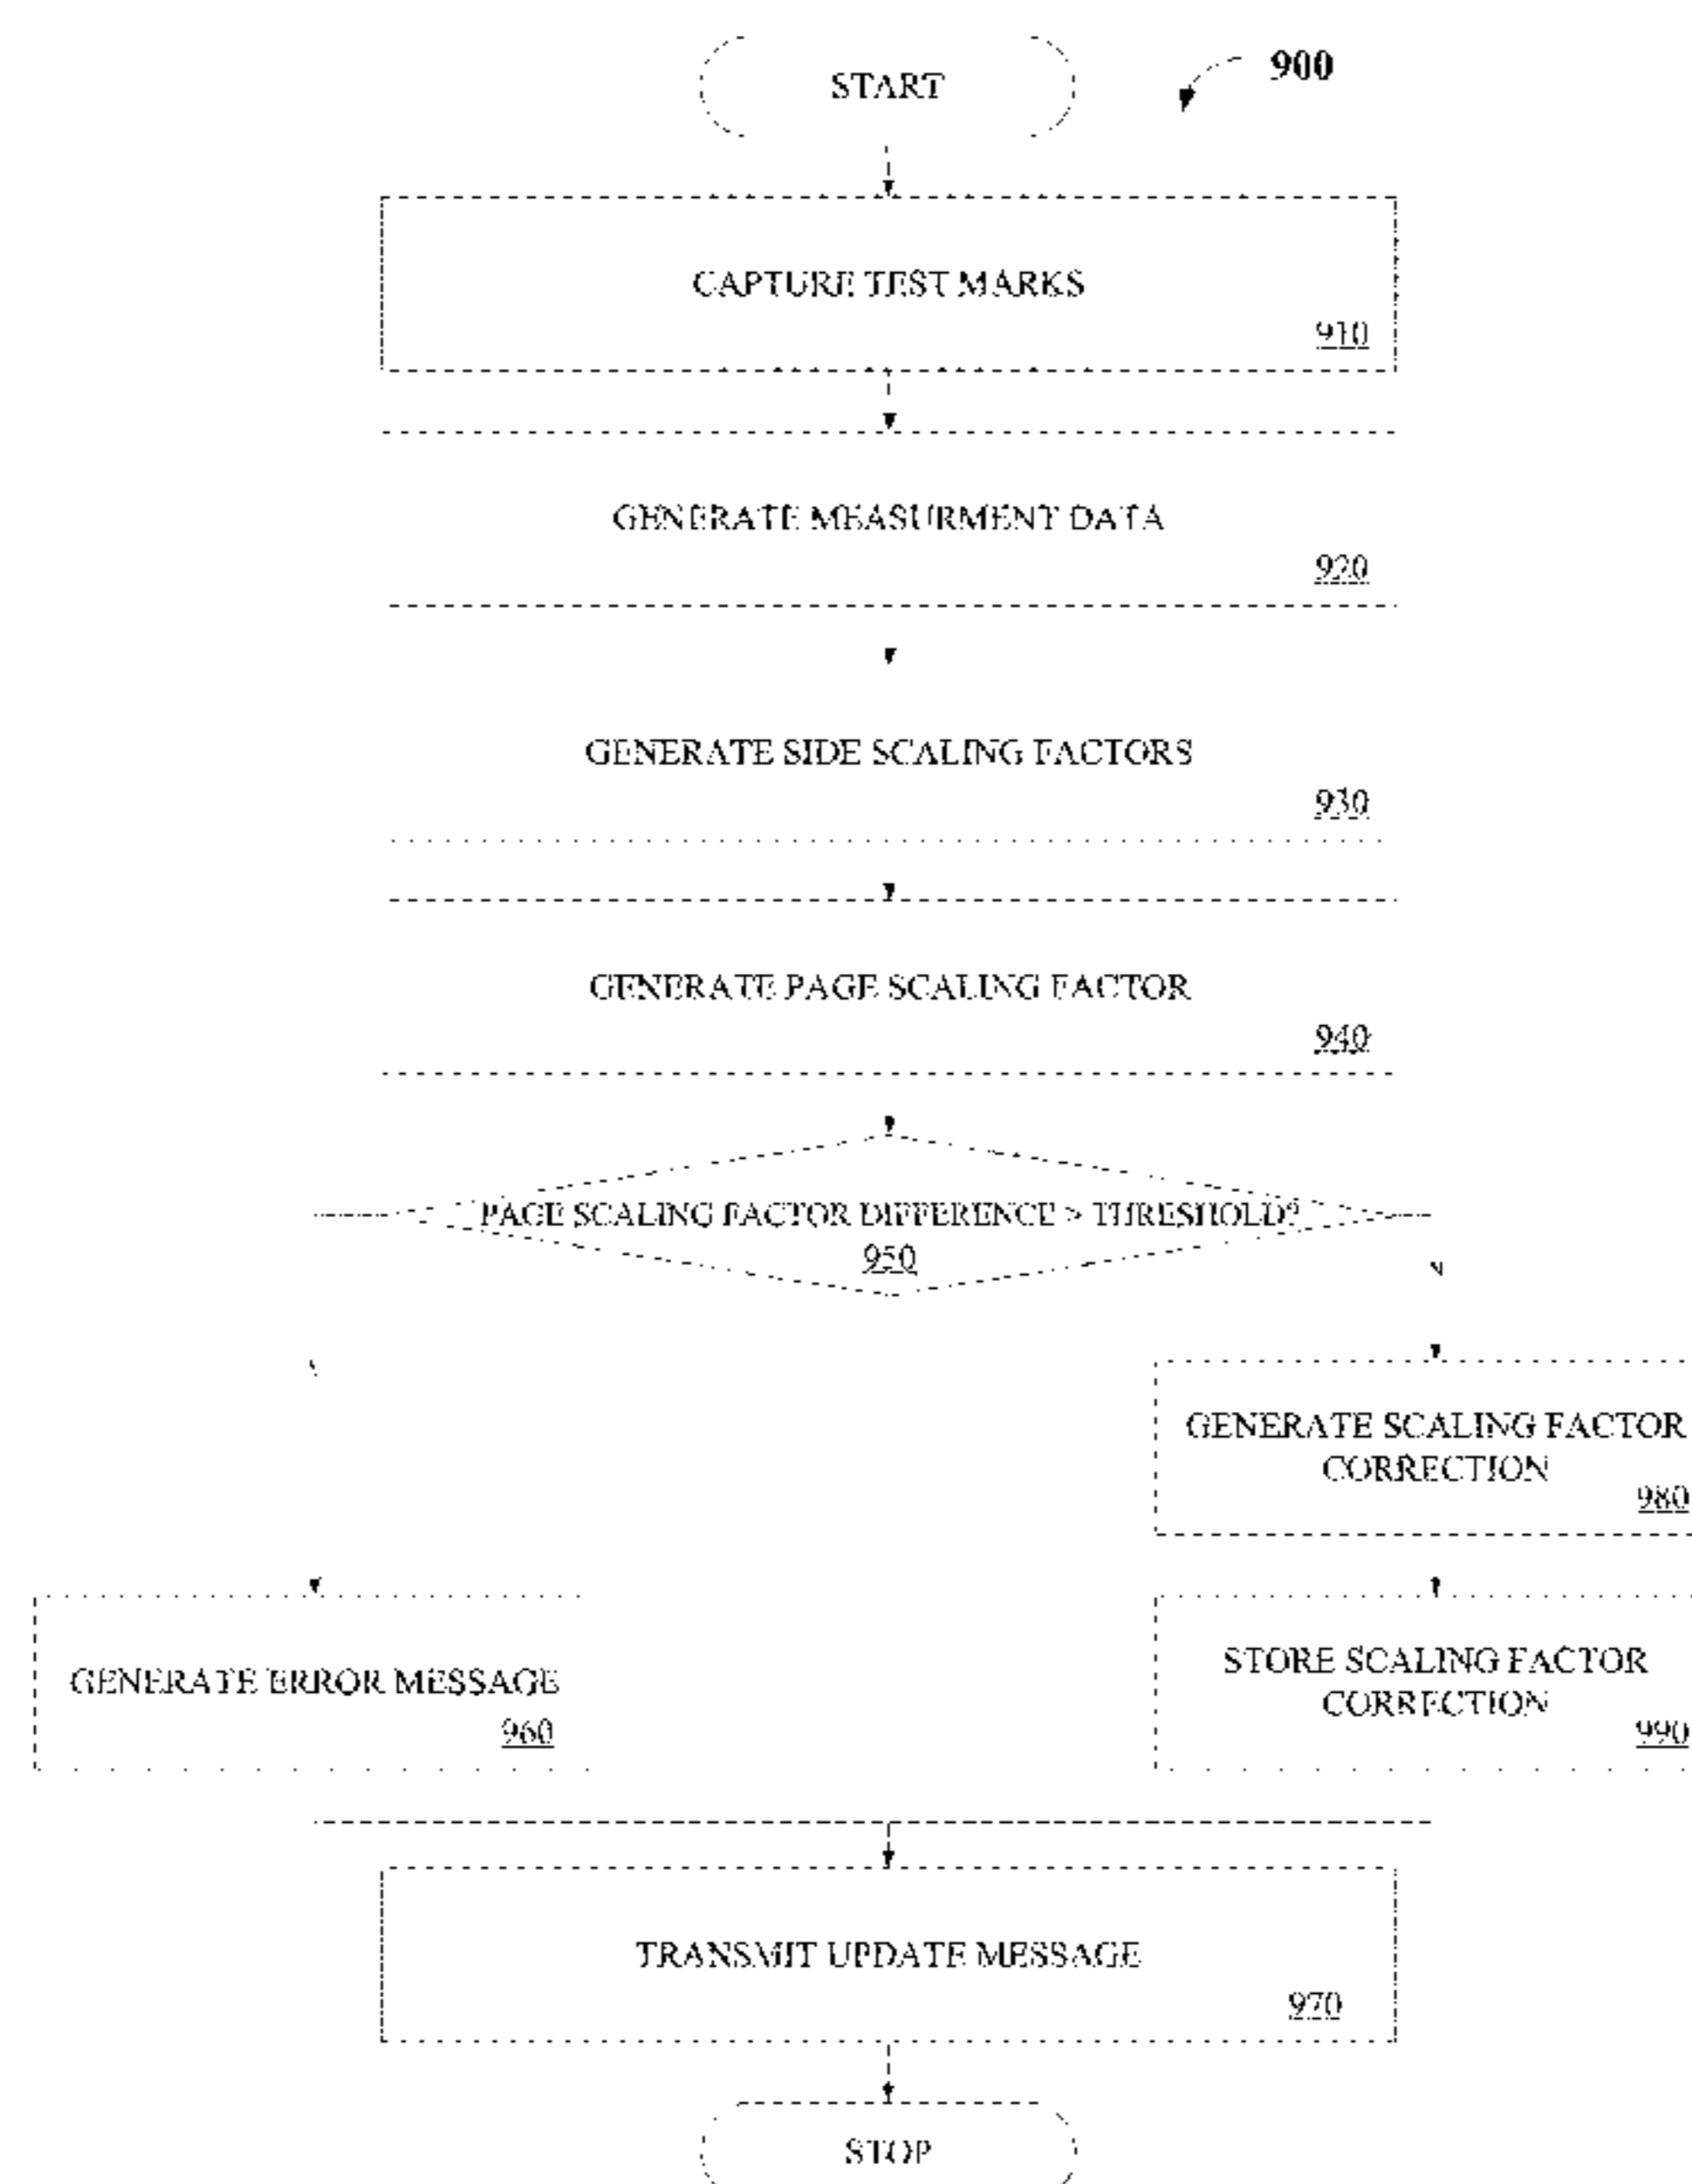 START
900
CAPTURE TEST MARKS
910
GENERATE MEASURMENT DATA
920
GENERATE SIDE SCALING FACTORS
930
GENERATE PAGE SCALING FACTOR
940
PAGE SCALING FACTOR DIFFERENCE > THRESHOLD?
950
GENERATE SCALING FACTOR
CORRECTION
980
GENERATE ERROR MESSAGE
960
STORE SCALING FACTOR
CORRECTION
990
TRANSMIT UPDATE MESSAGE
970
STOP